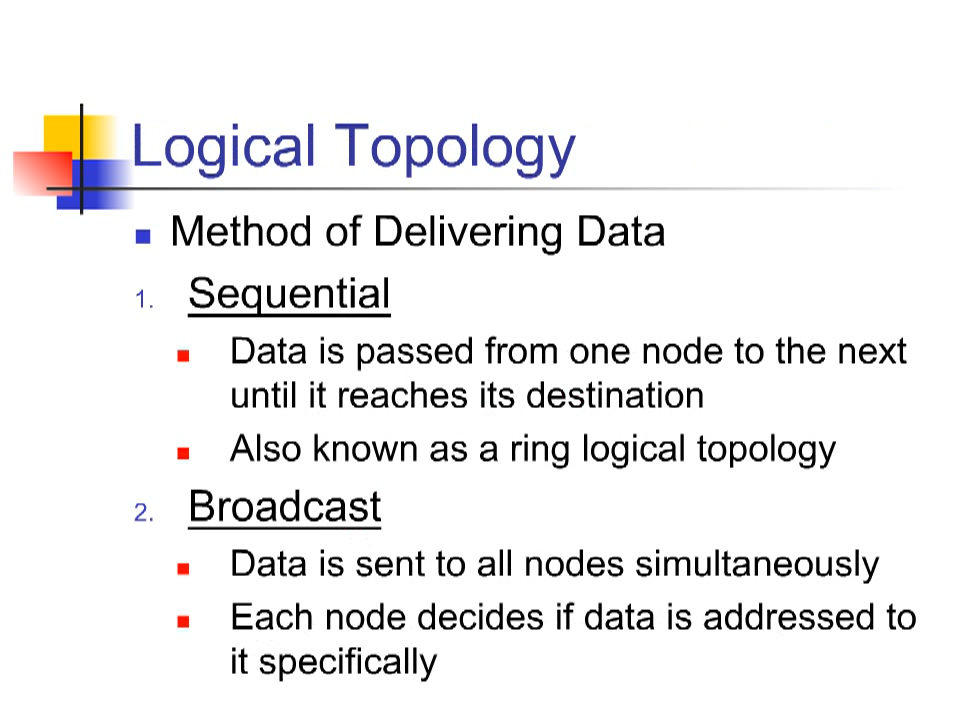 Logical Topology
Method of Delivering Data
1. Sequential
Data is passed from one node to the next
until it reaches its destination
Also known as a ring logical topology
2. Broadcast
Data is sent to all nodes simultaneously
Each node decides if data is addressed to
it specifically